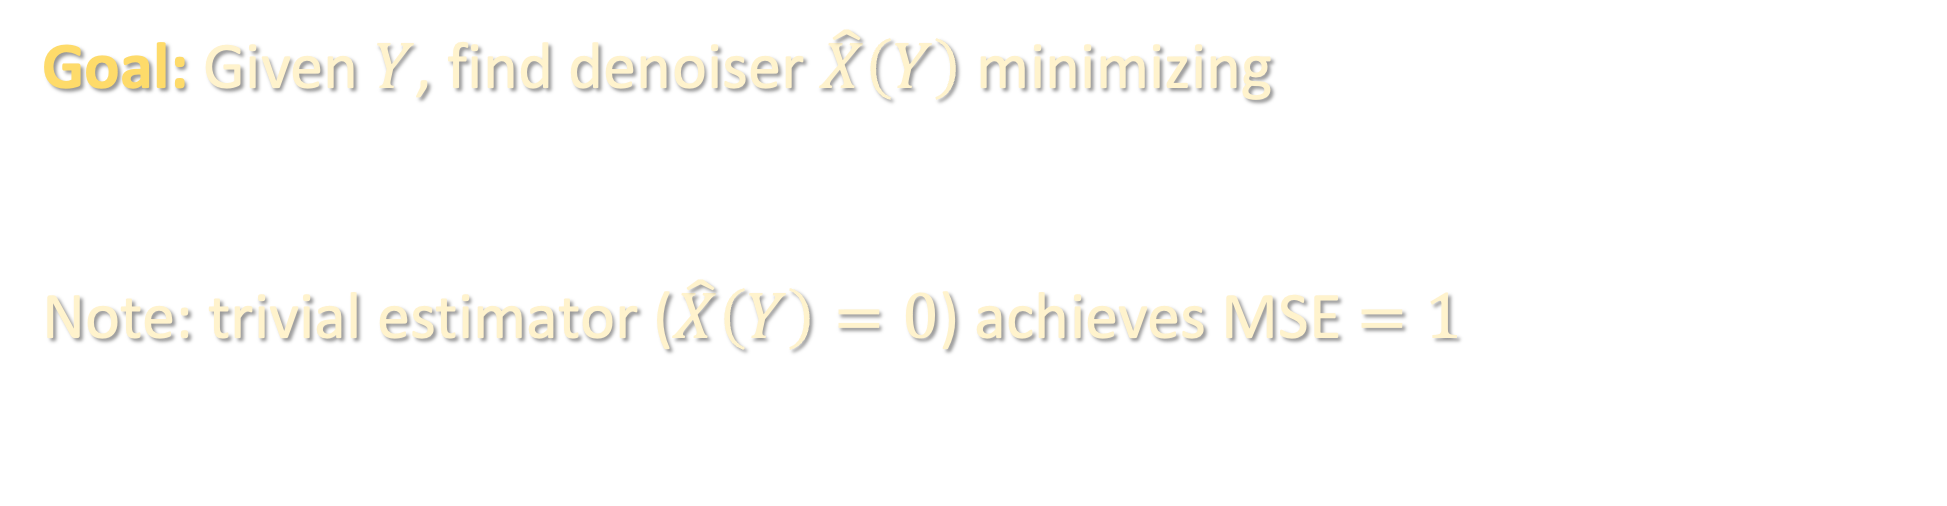 Goal: Given Y, find denoiser X̂(Y) minimizing
Note: trivial estimator (X̂(Y) = 0) achieves MSE = 1